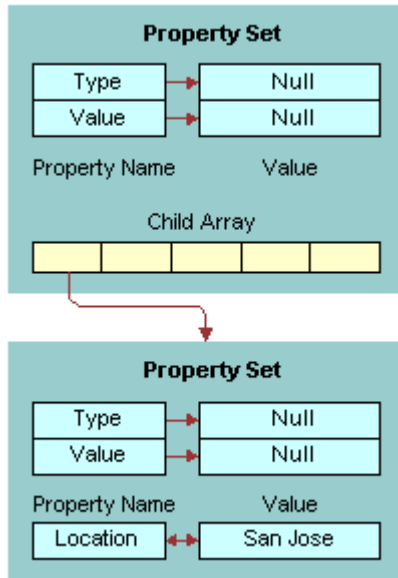 Property Set
Type Null
Value Null
Property Name Value
Child Array
Property Set
Type Null
Value Null
Property Name Value
Location San Jose